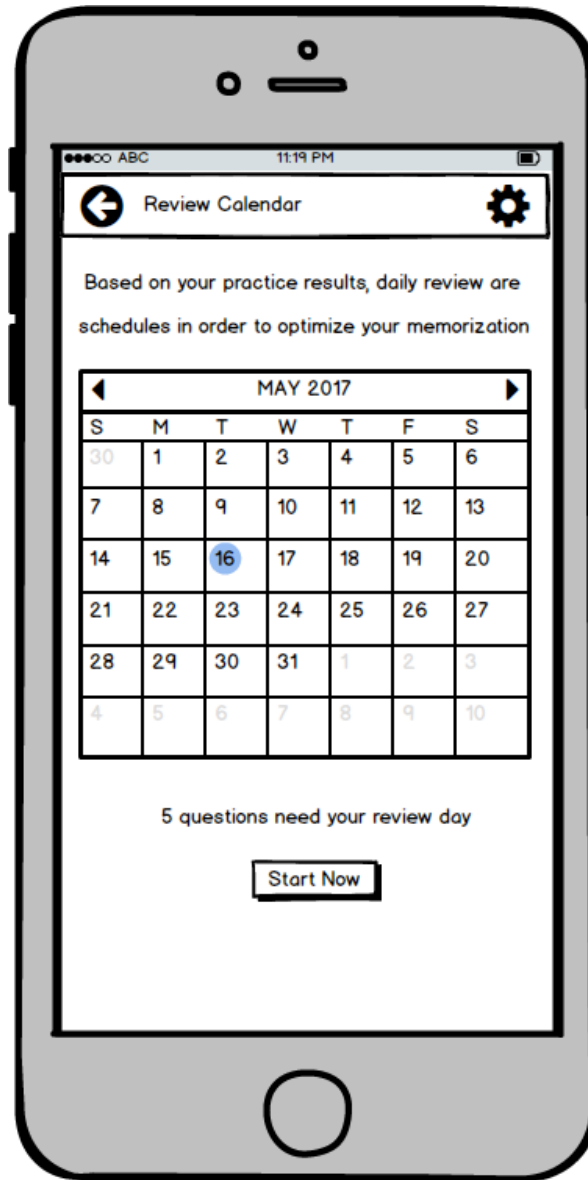 ABC 11:19 PM
Review Calendar
Based on your practice results, daily review are
schedules in order to optimize your memorization
MAY 2017
S M T W T F S
30 1 2 3 4 5 6
7 8 9 10 11 12 13
14 15 16 17 18 19 20
21 22 23 24 25 26 27
28 29 30 31 1 2 3
4 5 6 7 8 9 10
5 questions need your review day
Start Now